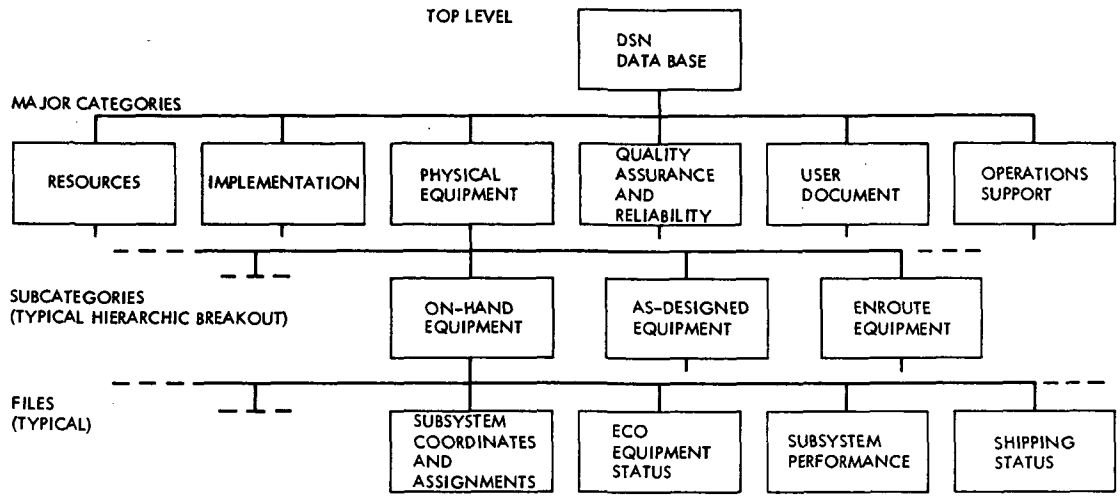 TOP LEVEL
DSN
DATA BASE
MAJOR CATEGORIES
RESOURCES
IMPLEMENTATION
PHYSICAL
EQUIPMENT
QUALITY
ASSURANCE
AND
RELIABILITY
USER
DOCUMENT
OPERATIONS
SUPPORT
SUBCATEGORIES
(TYPICAL HIERARCHIC BREAKOUT)
ON-HAND
EQUIPMENT
AS-DESIGNED
EQUIPMENT
ENROUTE
EQUIPMENT
FILES
(TYPICAL)
SUBSYSTEM
COORDINATES
AND
ASSIGNMENTS
ECO
EQUIPMENT
STATUS
SUBSYSTEM
PERFORMANCE
SHIPPING
STATUS